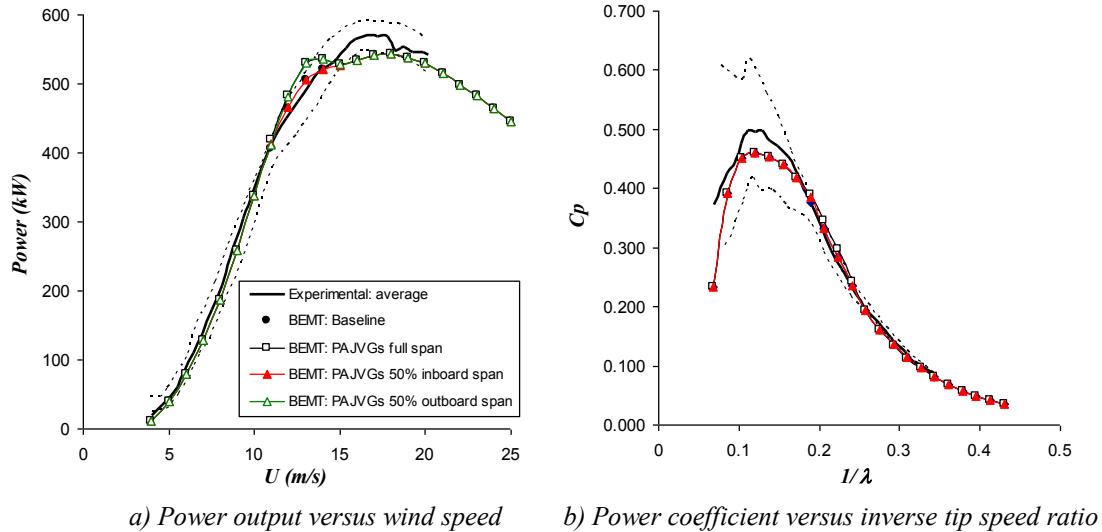 600
500
400
300
200
100
0
Power (kW)
Experimental: average
BEMT: Baseline
BEMT: PAJVGs full span
BEMT: PAJVGs 50% inboard span
BEMT: PAJVGs 50% outboard span
0 5 10 15 20 25
U (m/s)
a) Power output versus wind speed
0.700
0.600
0.500
0.400
0.300
0.200
0.100
0.000
Cp
0 0.1 0.2 0.3 0.4 0.5
1/λ
b) Power coefficient versus inverse tip speed ratio